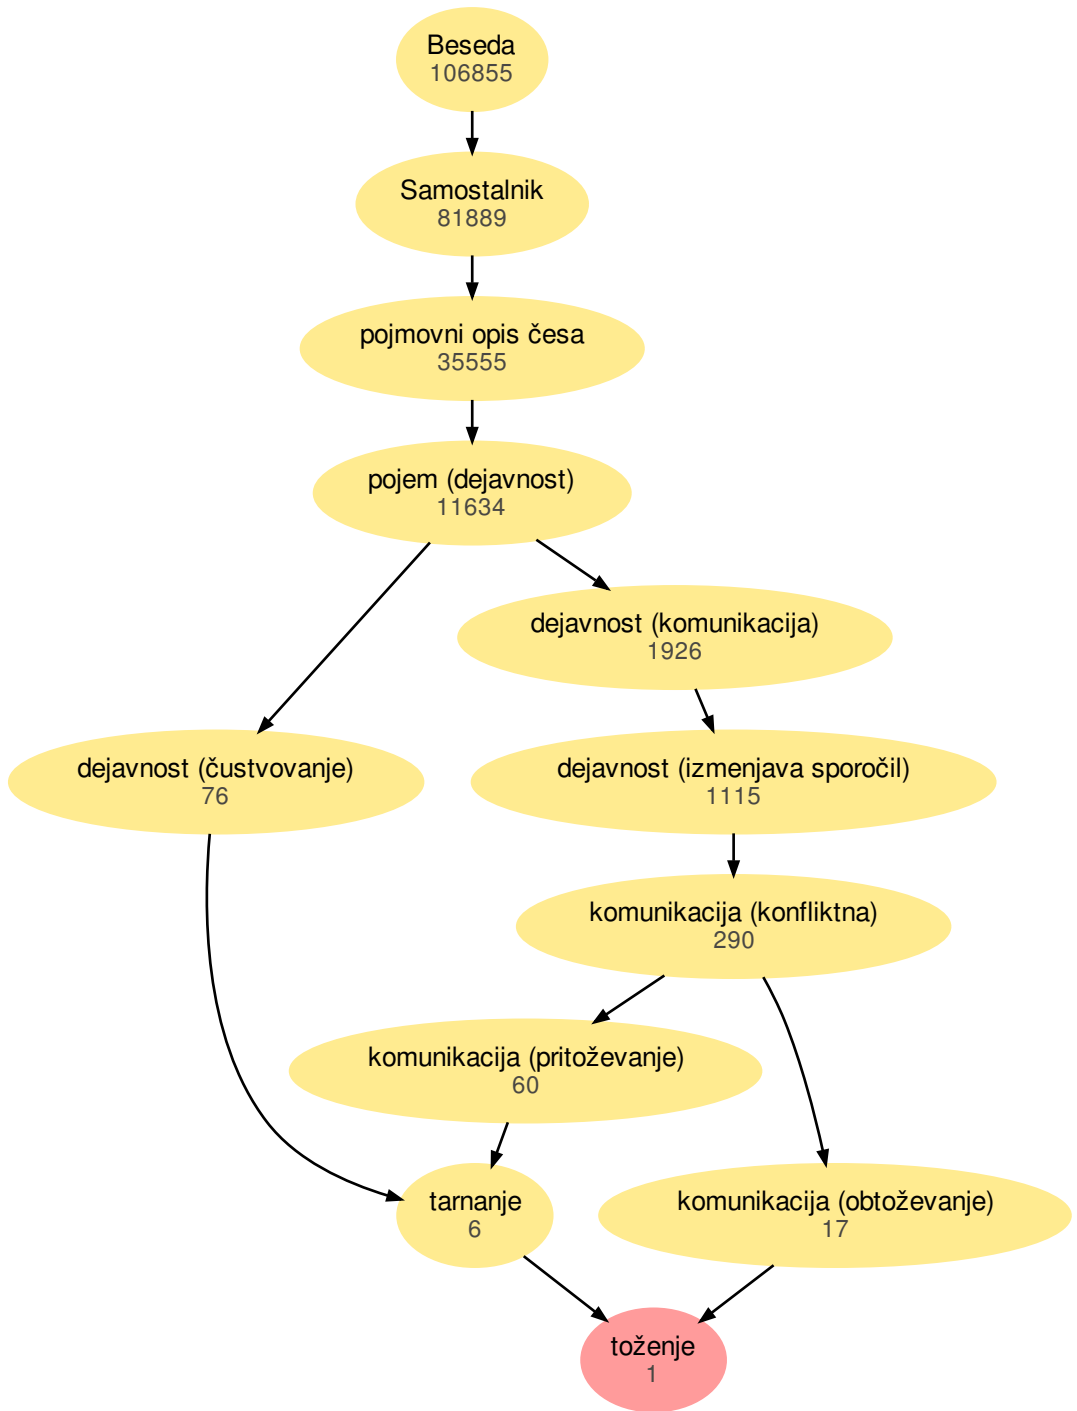 Beseda
106855
Samostalnik
81889
pojmovni opis česa
35555
pojem (dejavnost)
11634
dejavnost (komunikacija)
1926
dejavnost (čustvovanje)
76
dejavnost (izmenjava sporočil)
1115
komunikacija (konfliktna)
290
komunikacija (pritoževanje)
60
tarnanje
6
komunikacija (obtoževanje)
17
toženje
1